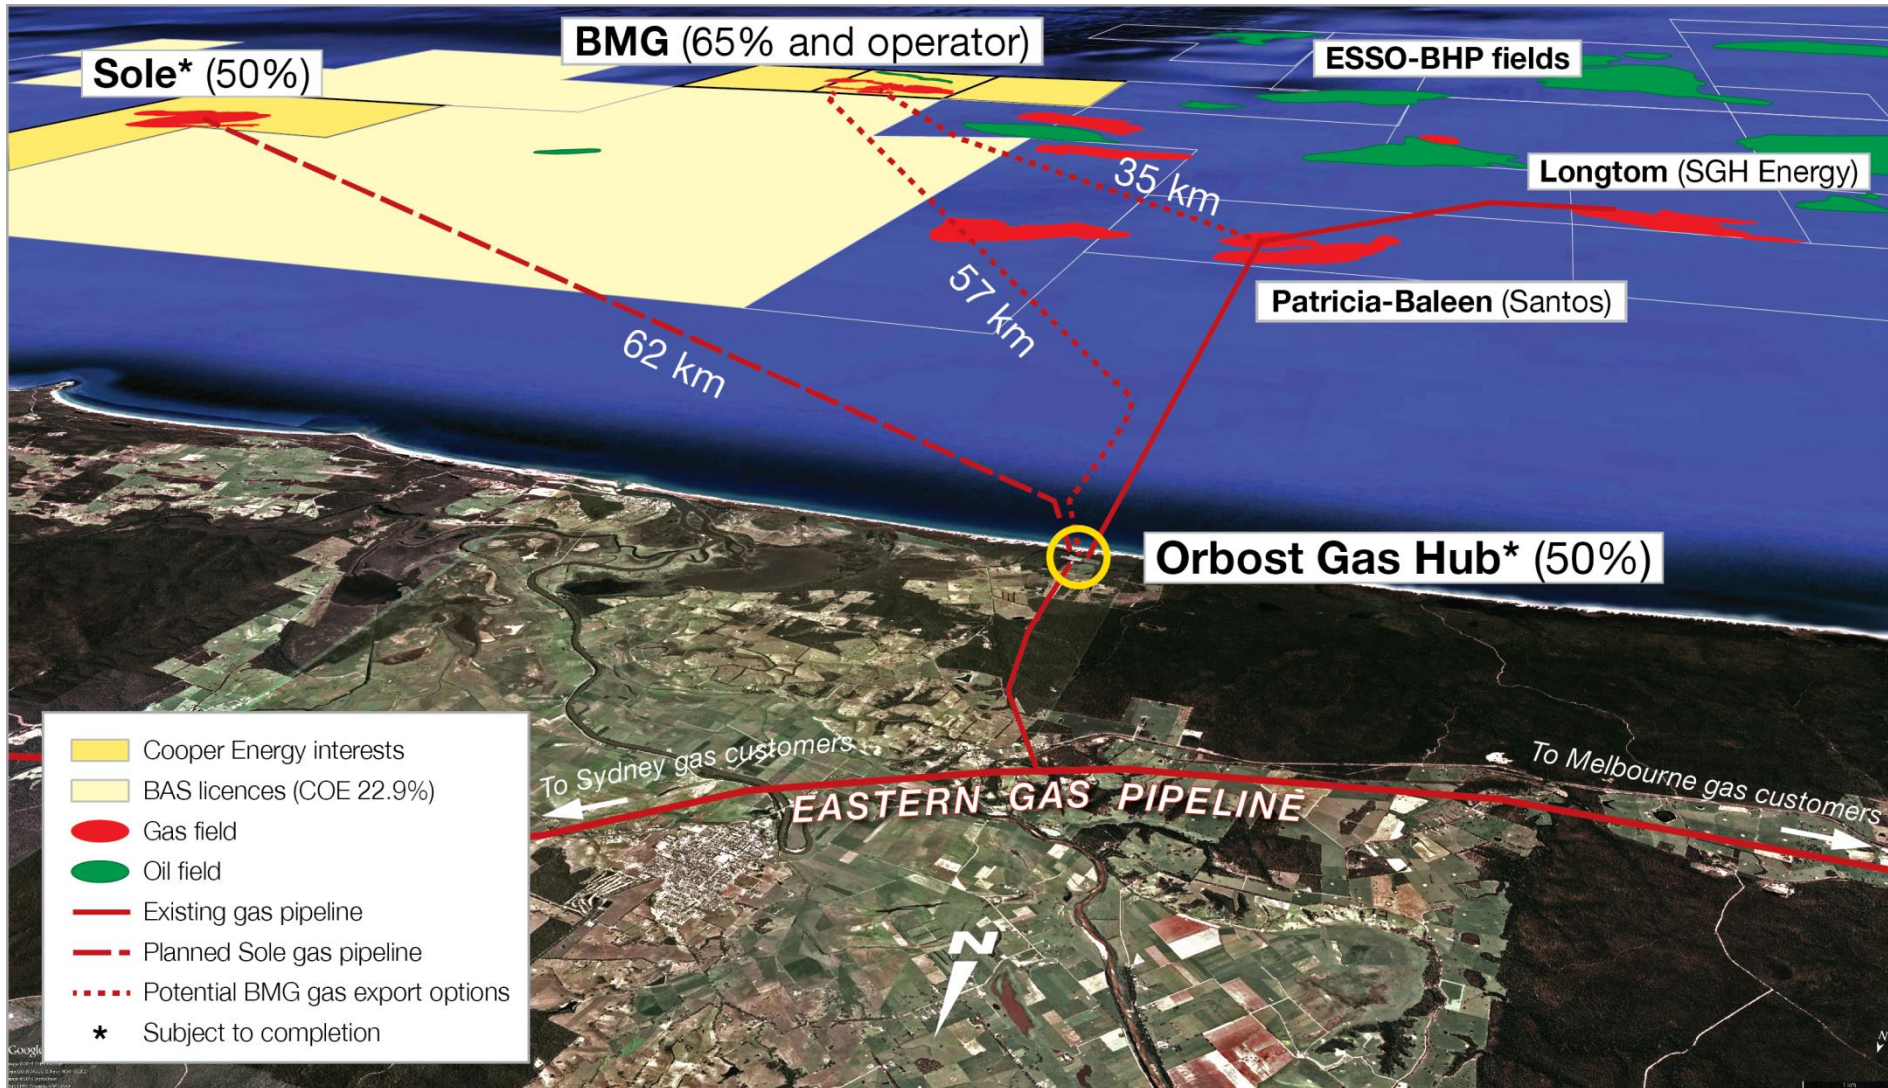 BMG (65% and operator)
Sole* (50%)
ESSO-BHP fields
Longtom (SGH Energy)
35 km
57 km
Patricia-Baleen (Santos)
62 km
Orbost Gas Hub* (50%)
To Sydney gas customers
To Melbourne gas customers
EASTERN GAS PIPELINE
Cooper Energy interests
BAS licences (COE 22.9%)
Gas field
Oil field
Existing gas pipeline
Planned Sole gas pipeline
Potential BMG gas export options
* Subject to completion
N
Google
N